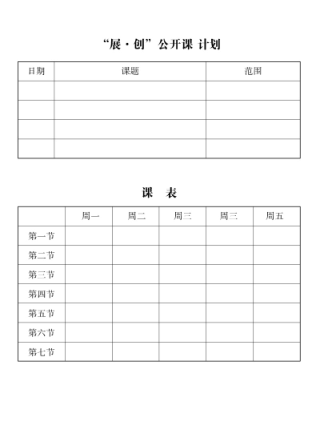 “展·创”公开课 计划
日期 课题 范围
课 表
周一 周二 周三 周三 周五
第一节
第二节
第三节
第四节
第五节
第六节
第七节